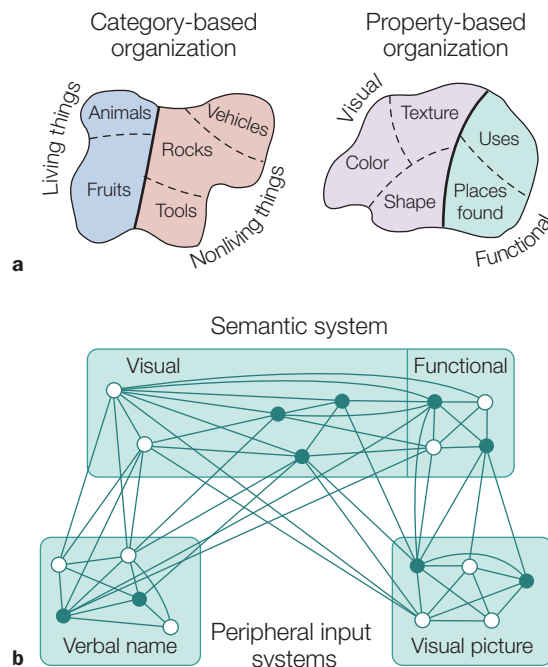 Category-based
organization
Property-based
organization
Living things
Animals
Fruits
Vehicles
Rocks
Tools
Nonliving things
Visual
Texture
Color
Shape
Uses
Places
found
Functional
a
Semantic system
Visual
Functional
Verbal name
Peripheral input
systems
Visual picture
b